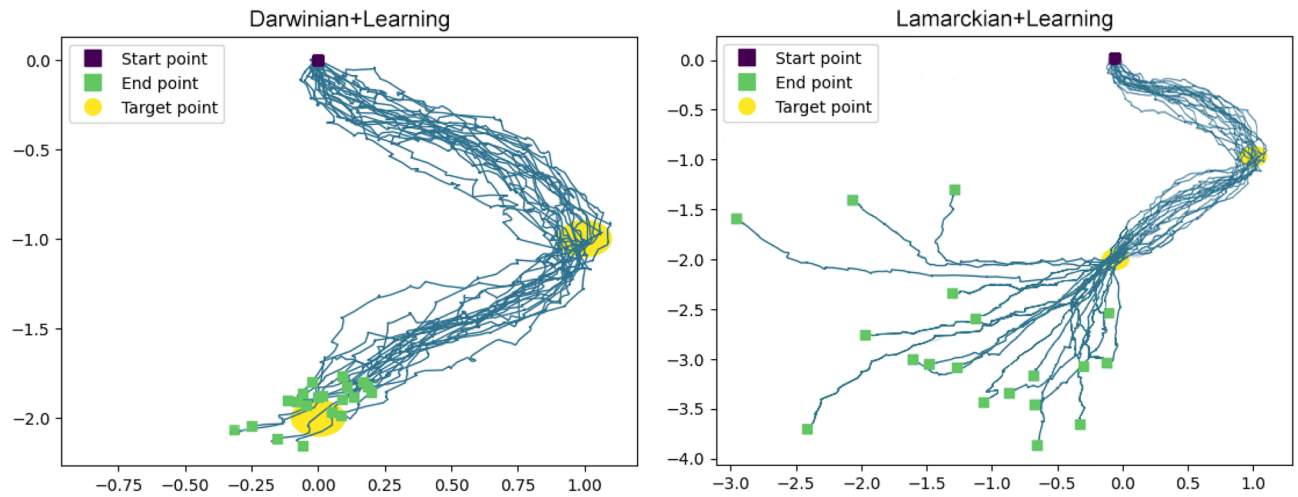 Darwinian+Learning
Start point
End point
Target point
0.0
−0.5
−1.0
−1.5
−2.0
−0.75 −0.50 −0.25 0.00 0.25 0.50 0.75 1.00
Lamarckian+Learning
Start point
End point
Target point
0.0
−0.5
−1.0
−1.5
−2.0
−2.5
−3.0
−3.5
−4.0
−3.0 −2.5 −2.0 −1.5 −1.0 −0.5 0.0 0.5 1.0